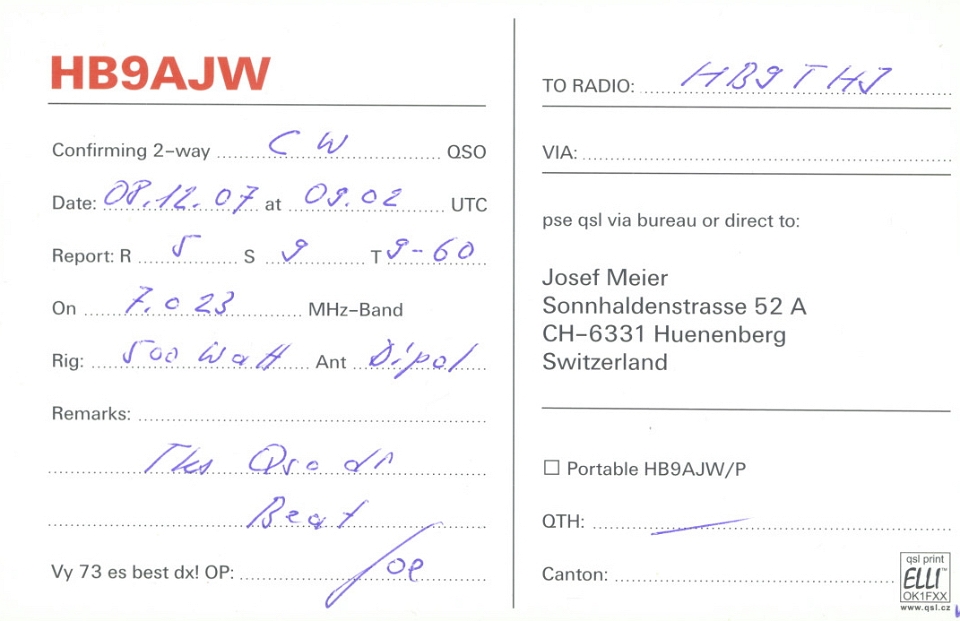 HB9AJW
Confirming 2-way CW QSO
Date: 08.12.07 at 09.02 UTC
Report: R 5 S 9 T 9-60
On 7.023 MHz-Band
Rig: 500 Watt Ant Dipol
Remarks:
Tks Qso dr
Beat
Vy 73 es best dx! OP: Joe
TO RADIO: HB9THJ
VIA:
pse qsl via bureau or direct to:
Josef Meier
Sonnhaldenstrasse 52 A
CH-6331 Huenenberg
Switzerland
☐ Portable HB9AJW/P
QTH: —
Canton:
qsl print
ELLI™
OK1FXX
www.qsl.cz